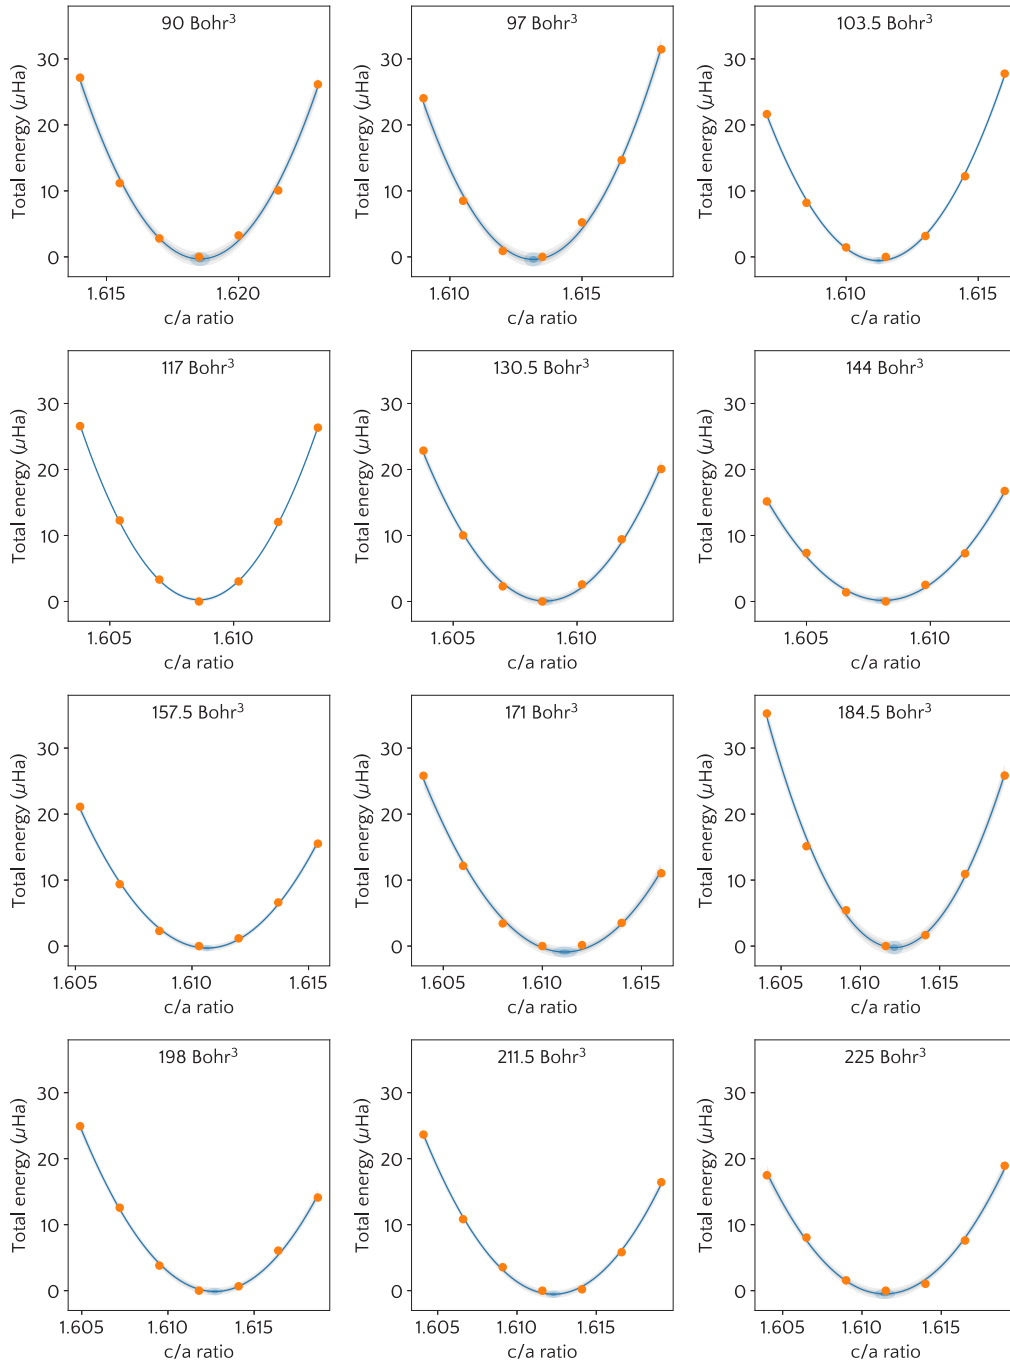 90 Bohr³
Total energy (μHa)
30
20
10
0
1.615
1.620
c/a ratio
97 Bohr³
Total energy (μHa)
30
20
10
0
1.610
1.615
c/a ratio
103.5 Bohr³
Total energy (μHa)
30
20
10
0
1.610
1.615
c/a ratio
117 Bohr³
Total energy (μHa)
30
20
10
0
1.605
1.610
c/a ratio
130.5 Bohr³
Total energy (μHa)
30
20
10
0
1.605
1.610
c/a ratio
144 Bohr³
Total energy (μHa)
30
20
10
0
1.605
1.610
c/a ratio
157.5 Bohr³
Total energy (μHa)
30
20
10
0
1.605
1.610
1.615
c/a ratio
171 Bohr³
Total energy (μHa)
30
20
10
0
1.605
1.610
1.615
c/a ratio
184.5 Bohr³
Total energy (μHa)
30
20
10
0
1.605
1.610
1.615
c/a ratio
198 Bohr³
Total energy (μHa)
30
20
10
0
1.605
1.610
1.615
c/a ratio
211.5 Bohr³
Total energy (μHa)
30
20
10
0
1.605
1.610
1.615
c/a ratio
225 Bohr³
Total energy (μHa)
30
20
10
0
1.605
1.610
1.615
c/a ratio